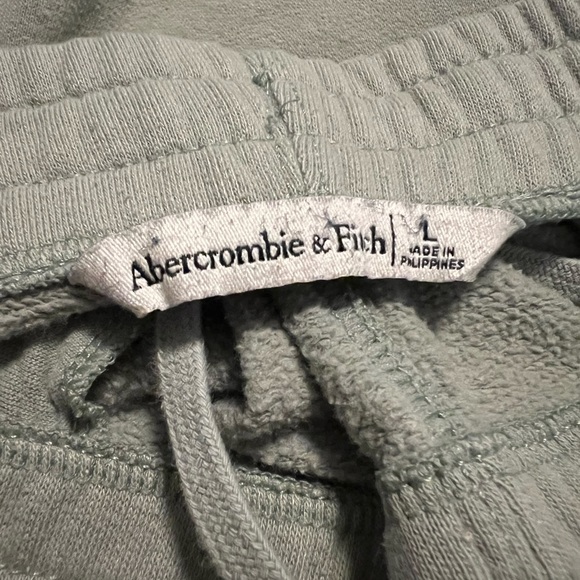 Abercrombie & Fitch | L
MADE IN
PHILIPPINES